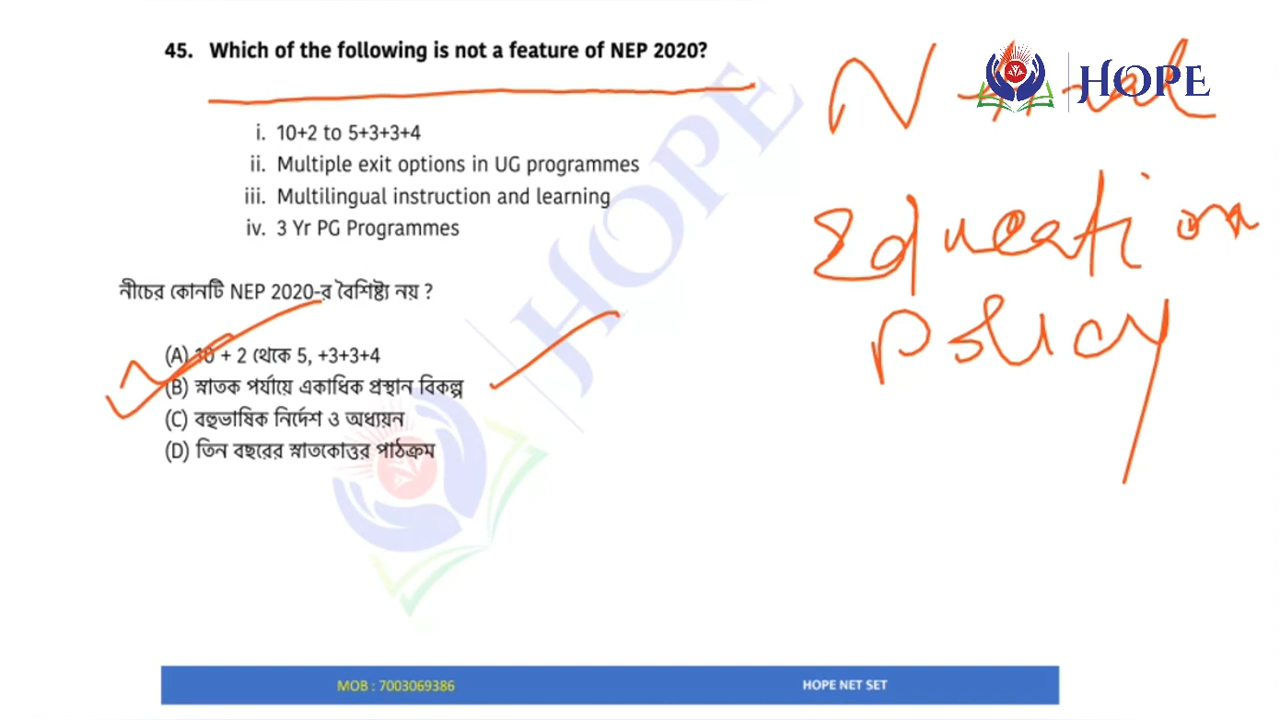 45. Which of the following is not a feature of NEP 2020?
i. 10+2 to 5+3+3+4
ii. Multiple exit options in UG programmes
iii. Multilingual instruction and learning
iv. 3 Yr PG Programmes
নীচের কোনটি NEP 2020-র বৈশিষ্ট্য নয় ?
(A) 10 + 2 থেকে 5, +3+3+4
(B) স্নাতক পর্যায়ে একাধিক প্রস্থান বিকল্প
(C) বহুভাষিক নির্দেশ ও অধ্যয়ন
(D) তিন বছরের স্নাতকোত্তর পাঠক্রম
HOPE
Education
Policy
HOPE
MOB : 7003069386
HOPE NET SET